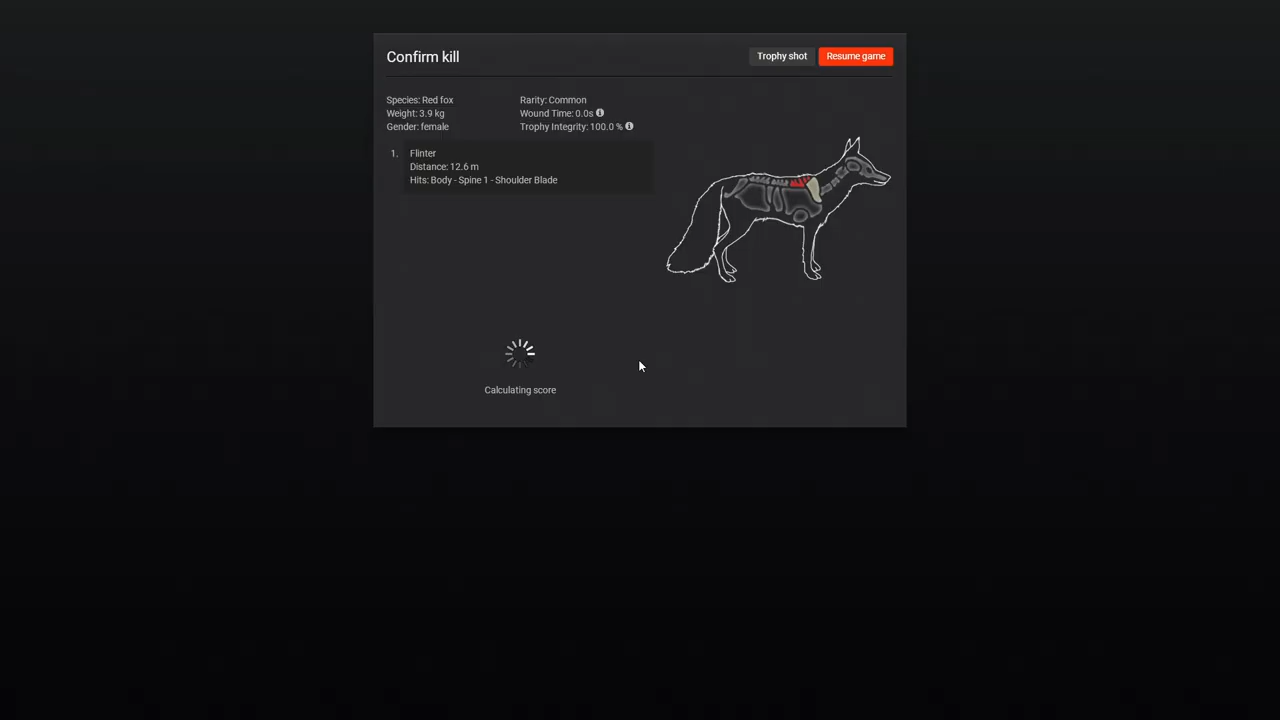 Confirm kill
Trophy shot
Resume game
Species: Red fox
Rarity: Common
Weight: 3.9 kg
Wound Time: 0.0s
Gender: female
Trophy Integrity: 100.0 %
1. Flinter
Distance: 12.6 m
Hits: Body - Spine 1 - Shoulder Blade
Calculating score